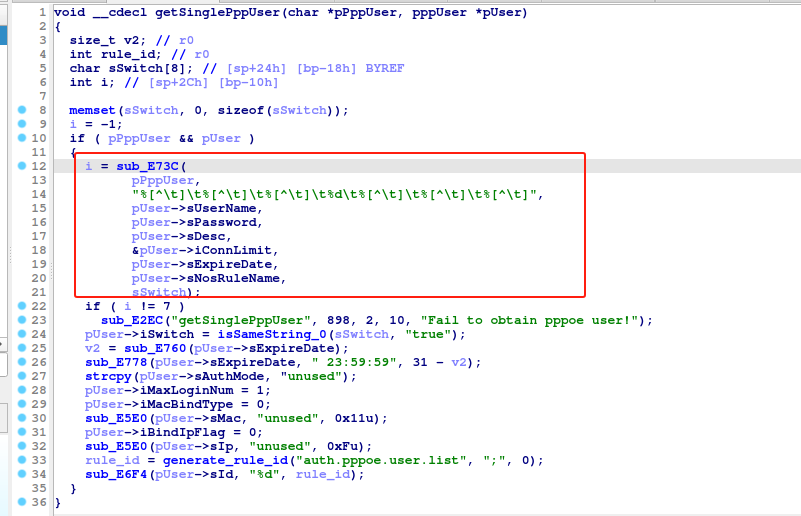 1 void __cdecl getSinglePppUser(char *pPppUser, pppUser *pUser)
2 {
3 size_t v2; // r0
4 int rule_id; // r0
5 char sSwitch[8]; // [sp+24h] [bp-18h] BYREF
6 int i; // [sp+2Ch] [bp-10h]
7
8 memset(sSwitch, 0, sizeof(sSwitch));
9 i = -1;
10 if ( pPppUser && pUser )
11 {
12 i = sub_E73C(
13 pPppUser,
14 "%[^\t]\t%[^\t]\t%[^\t]\t%d\t%[^\t]\t%[^\t]\t%[^\t]",
15 pUser->sUserName,
16 pUser->sPassword,
17 pUser->sDesc,
18 &pUser->iConnLimit,
19 pUser->sExpireDate,
20 pUser->sNosRuleName,
21 sSwitch);
22 if ( i != 7 )
23 sub_E2EC("getSinglePppUser", 898, 2, 10, "Fail to obtain pppoe user!");
24 pUser->iSwitch = isSameString_0(sSwitch, "true");
25 v2 = sub_E760(pUser->sExpireDate);
26 sub_E778(pUser->sExpireDate, " 23:59:59", 31 - v2);
27 strcpy(pUser->sAuthMode, "unused");
28 pUser->iMaxLoginNum = 1;
29 pUser->iMacBindType = 0;
30 sub_E5E0(pUser->sMac, "unused", 0x11u);
31 pUser->iBindIpFlag = 0;
32 sub_E5E0(pUser->sIp, "unused", 0xFu);
33 rule_id = generate_rule_id("auth.pppoe.user.list", ";", 0);
34 sub_E6F4(pUser->sId, "%d", rule_id);
35 }
36 }